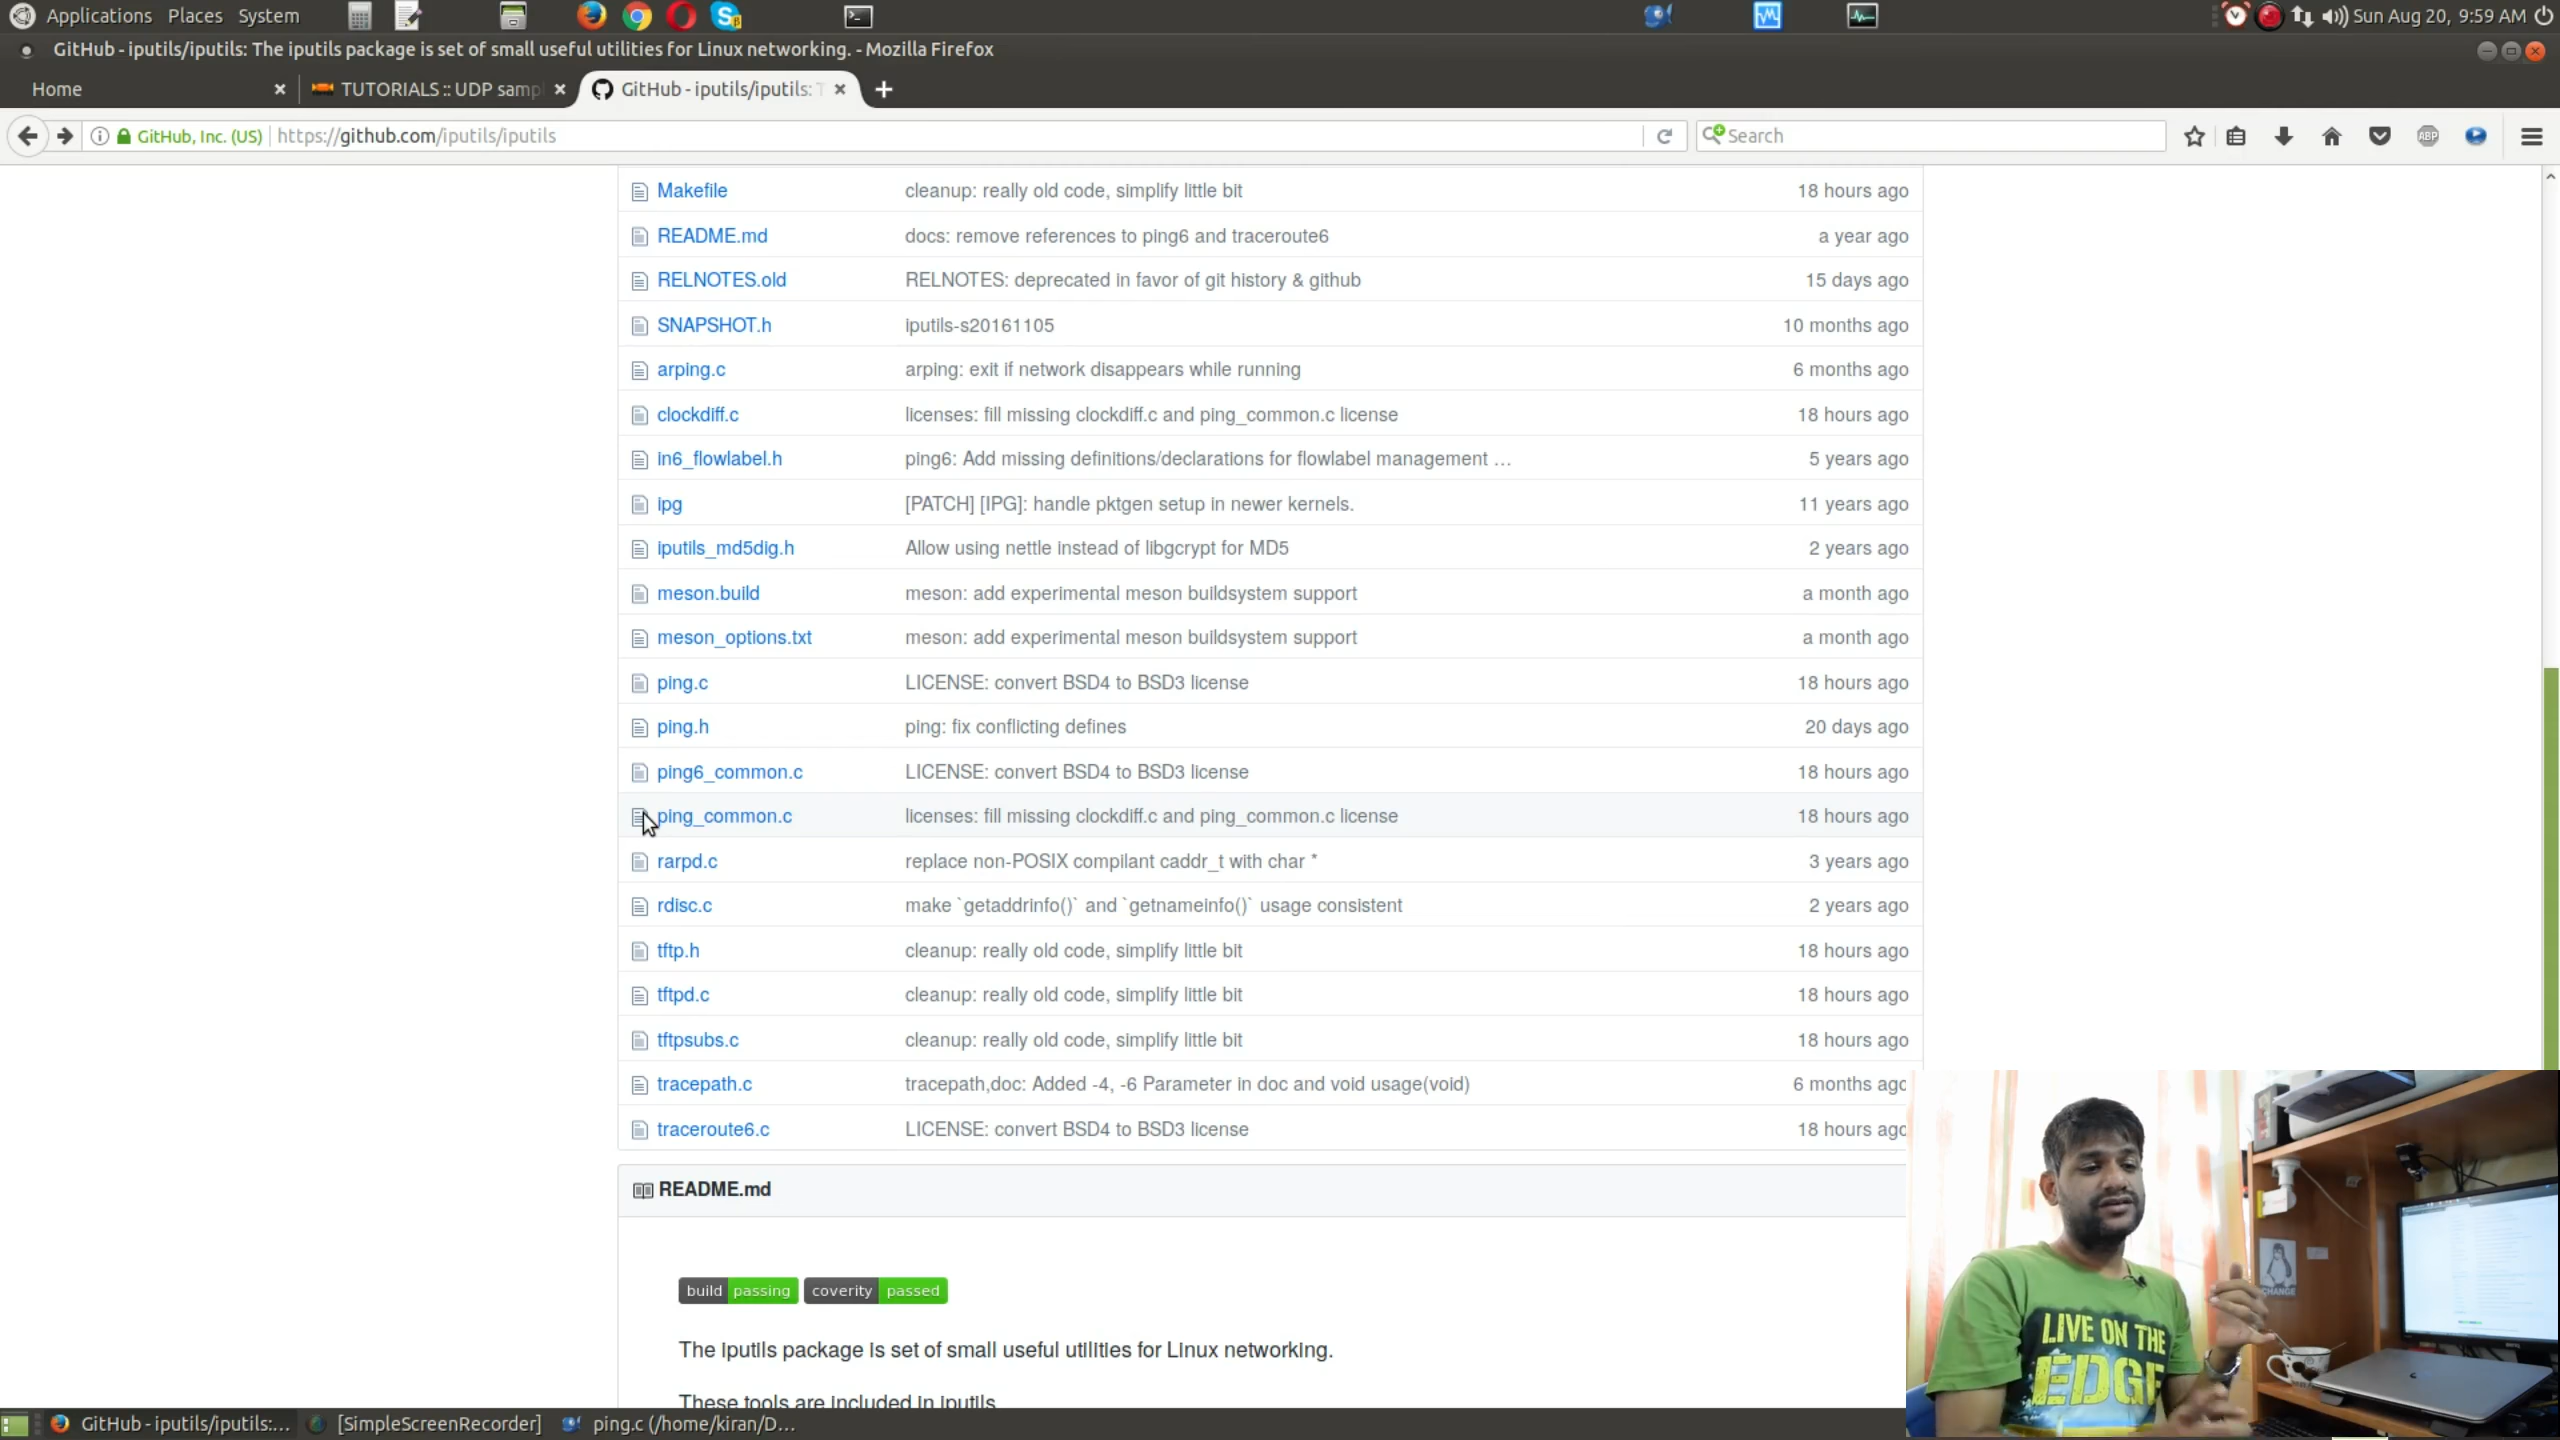 Applications Places System
Sun Aug 20, 9:59 AM
GitHub - iputils/iputils: The iputils package is set of small useful utilities for Linux networking. - Mozilla Firefox
Home
TUTORIALS :: UDP samp
GitHub - iputils/iputils: T
GitHub, Inc. (US) https://github.com/iputils/iputils
Search
ABP
Makefile cleanup: really old code, simplify little bit 18 hours ago
README.md docs: remove references to ping6 and traceroute6 a year ago
RELNOTES.old RELNOTES: deprecated in favor of git history & github 15 days ago
SNAPSHOT.h iputils-s20161105 10 months ago
arping.c arping: exit if network disappears while running 6 months ago
clockdiff.c licenses: fill missing clockdiff.c and ping_common.c license 18 hours ago
in6_flowlabel.h ping6: Add missing definitions/declarations for flowlabel management … 5 years ago
ipg [PATCH] [IPG]: handle pktgen setup in newer kernels. 11 years ago
iputils_md5dig.h Allow using nettle instead of libgcrypt for MD5 2 years ago
meson.build meson: add experimental meson buildsystem support a month ago
meson_options.txt meson: add experimental meson buildsystem support a month ago
ping.c LICENSE: convert BSD4 to BSD3 license 18 hours ago
ping.h ping: fix conflicting defines 20 days ago
ping6_common.c LICENSE: convert BSD4 to BSD3 license 18 hours ago
ping_common.c licenses: fill missing clockdiff.c and ping_common.c license 18 hours ago
rarpd.c replace non-POSIX compilant caddr_t with char * 3 years ago
rdisc.c make `getaddrinfo()` and `getnameinfo()` usage consistent 2 years ago
tftp.h cleanup: really old code, simplify little bit 18 hours ago
tftpd.c cleanup: really old code, simplify little bit 18 hours ago
tftpsubs.c cleanup: really old code, simplify little bit 18 hours ago
tracepath.c tracepath,doc: Added -4, -6 Parameter in doc and void usage(void) 6 months ago
traceroute6.c LICENSE: convert BSD4 to BSD3 license 18 hours ago
README.md
build passing coverity passed
The iputils package is set of small useful utilities for Linux networking.
These tools are included in iputils
CHANGE
LIVE ON THE
EDGE
GitHub - iputils/iputils:... [SimpleScreenRecorder] ping.c (/home/kiran/D...